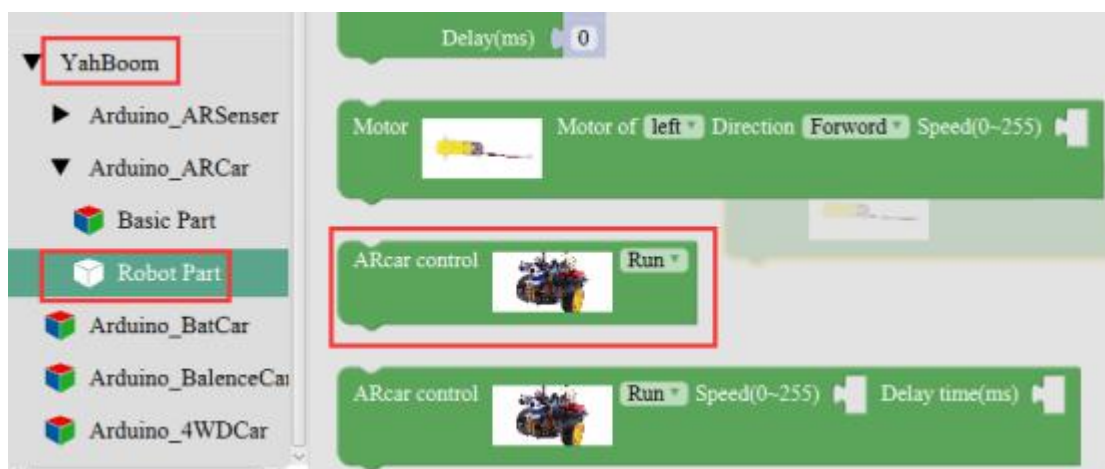 YahBoom
Arduino_ARSenser
Arduino_ARCar
Basic Part
Robot Part
Arduino_BatCar
Arduino_BalenceCar
Arduino_4WDCar
Delay(ms) 0
Motor Motor of left Direction Forword Speed(0~255)
ARcar control Run
ARcar control Run Speed(0~255) Delay time(ms)